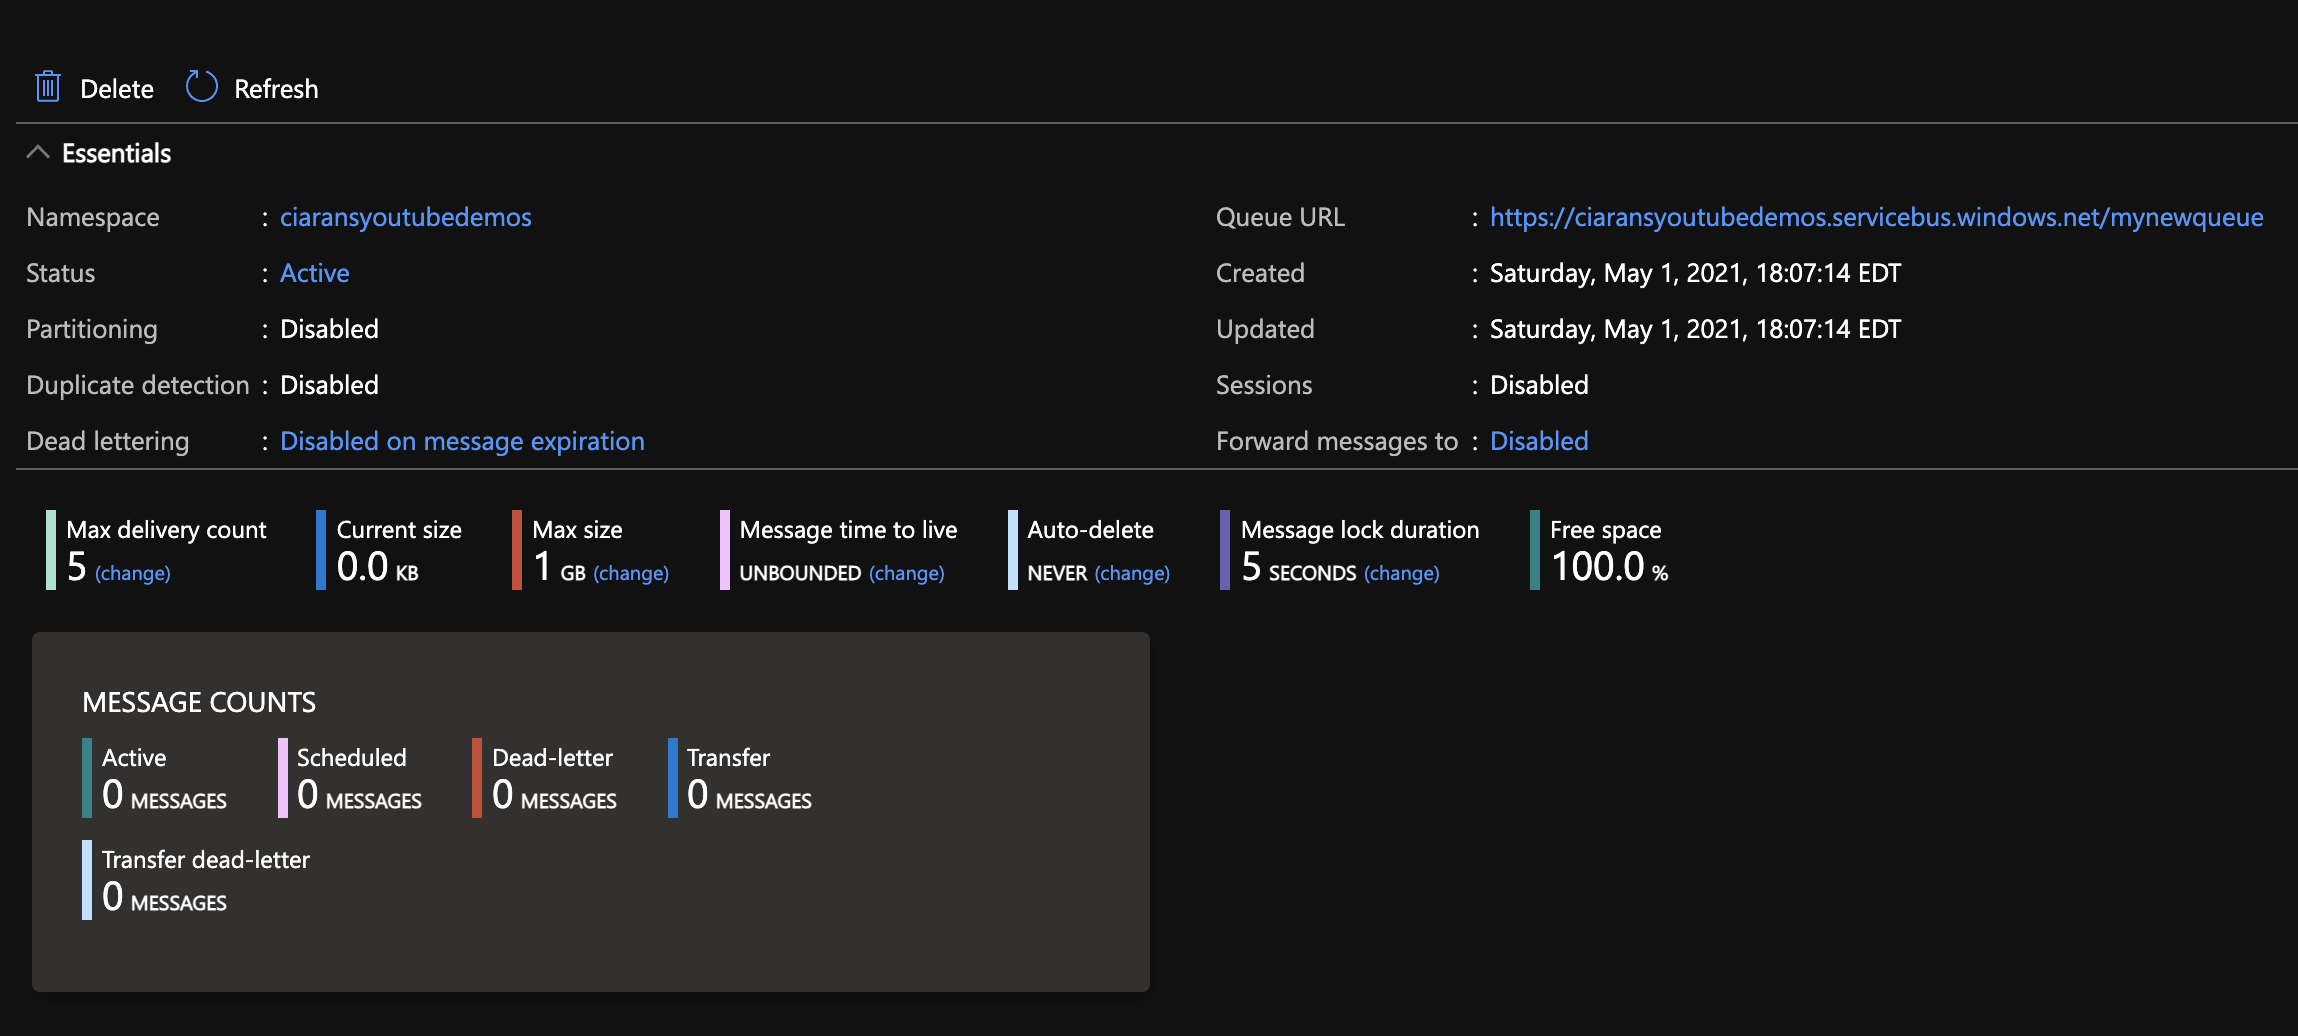 Delete Refresh
Essentials
Namespace : ciaransyoutubedemos
Status : Active
Partitioning : Disabled
Duplicate detection : Disabled
Dead lettering : Disabled on message expiration
Queue URL : https://ciaransyoutubedemos.servicebus.windows.net/mynewqueue
Created : Saturday, May 1, 2021, 18:07:14 EDT
Updated : Saturday, May 1, 2021, 18:07:14 EDT
Sessions : Disabled
Forward messages to : Disabled
Max delivery count
5 (change)
Current size
0.0 KB
Max size
1 GB (change)
Message time to live
UNBOUNDED (change)
Auto-delete
NEVER (change)
Message lock duration
5 SECONDS (change)
Free space
100.0 %
MESSAGE COUNTS
Active
0 MESSAGES
Scheduled
0 MESSAGES
Dead-letter
0 MESSAGES
Transfer
0 MESSAGES
Transfer dead-letter
0 MESSAGES